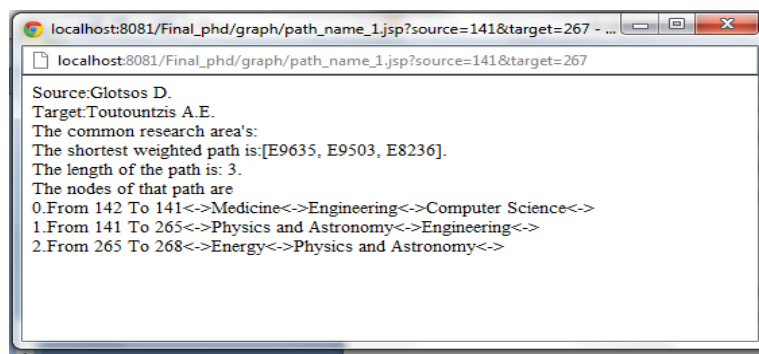 localhost:8081/Final_phd/graph/path_name_1.jsp?source=141&target=267 - ...
localhost:8081/Final_phd/graph/path_name_1.jsp?source=141&target=267
Source:Glotsos D.
Target:Toutountzis A.E.
The common research area's:
The shortest weighted path is:[E9635, E9503, E8236].
The length of the path is: 3.
The nodes of that path are
0.From 142 To 141<->Medicine<->Engineering<->Computer Science<->
1.From 141 To 265<->Physics and Astronomy<->Engineering<->
2.From 265 To 268<->Energy<->Physics and Astronomy<->